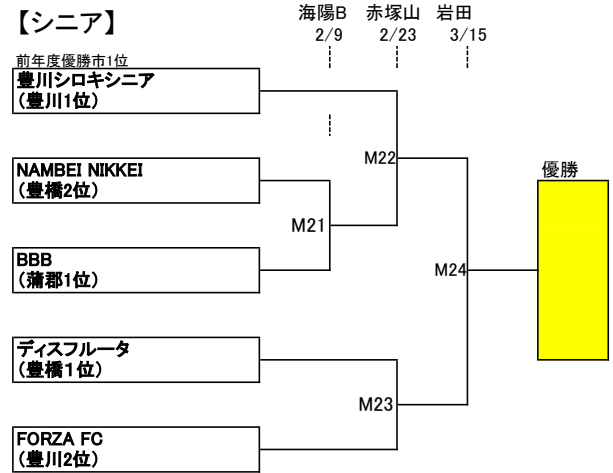 【シニア】
海陽B 赤塚山 岩田
2/9 2/23 3/15
前年度優勝市1位
豊川シロキシニア
(豊川1位)
M22
NAMBEI NIKKEI
(豊橋2位)
優勝
M21
BBB
(蒲郡1位)
M24
ディスフルータ
(豊橋1位)
M23
FORZA FC
(豊川2位)